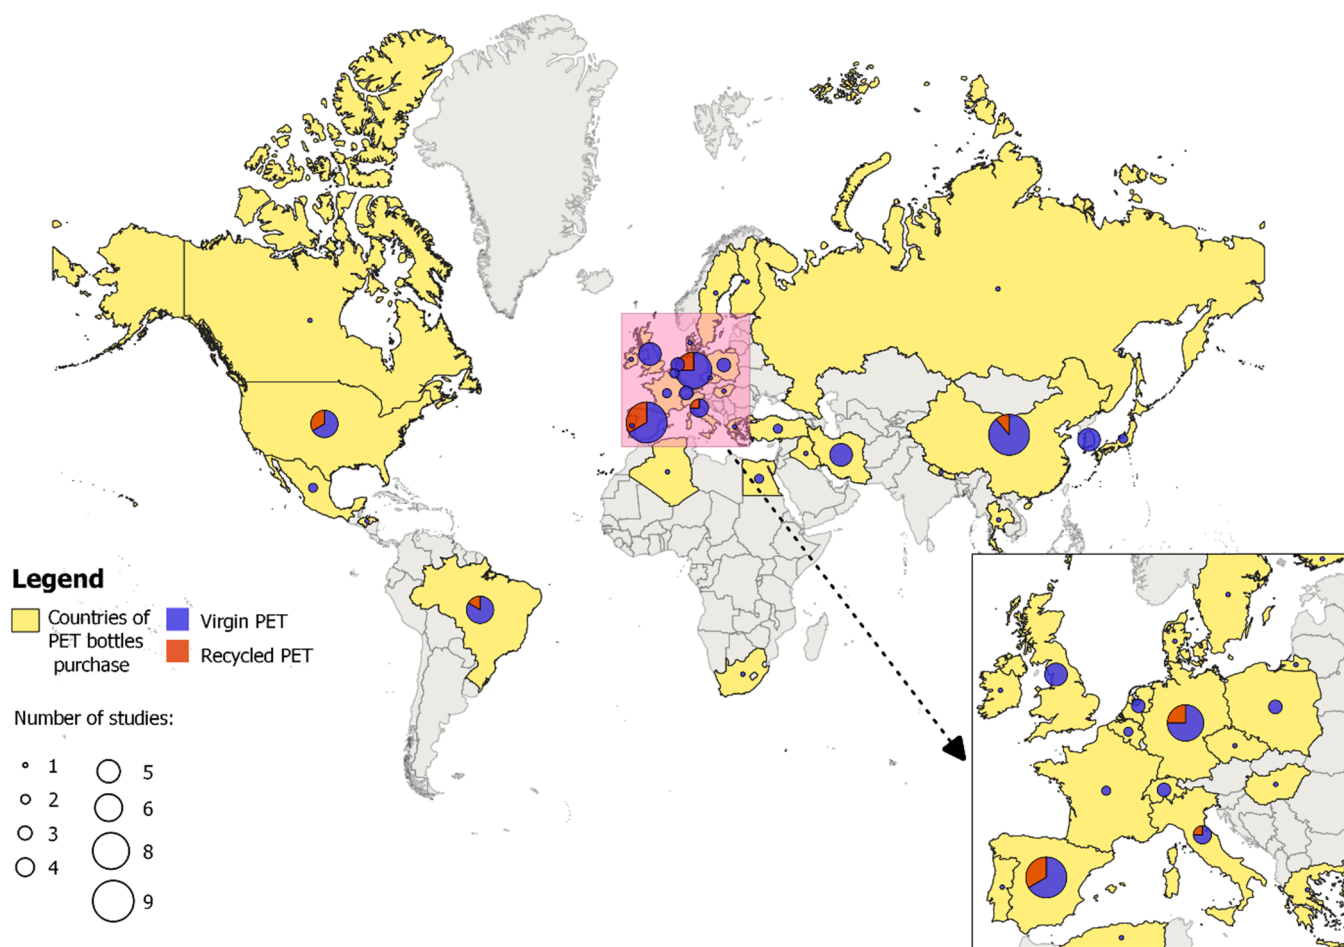 Legend
Countries of
PET bottles
purchase
Virgin PET
Recycled PET
Number of studies:
1
2
3
4
5
6
8
9